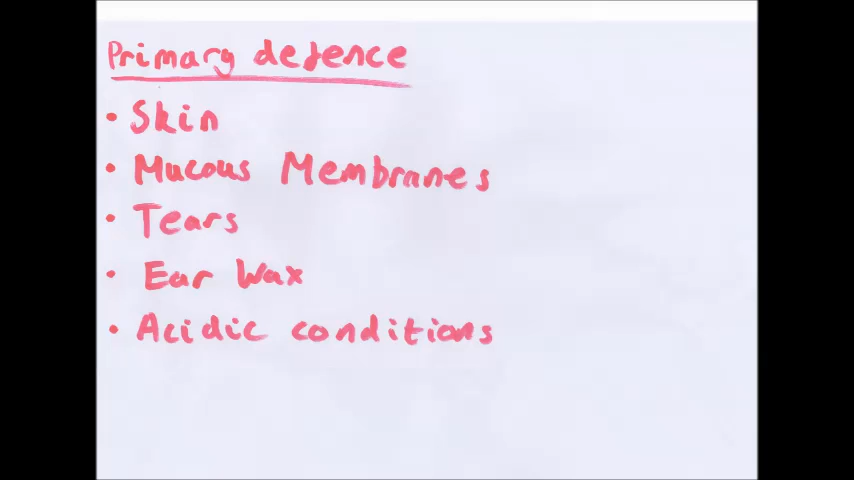 Primary defence
• Skin
• Mucous Membranes
• Tears
• Ear Wax
• Acidic conditions